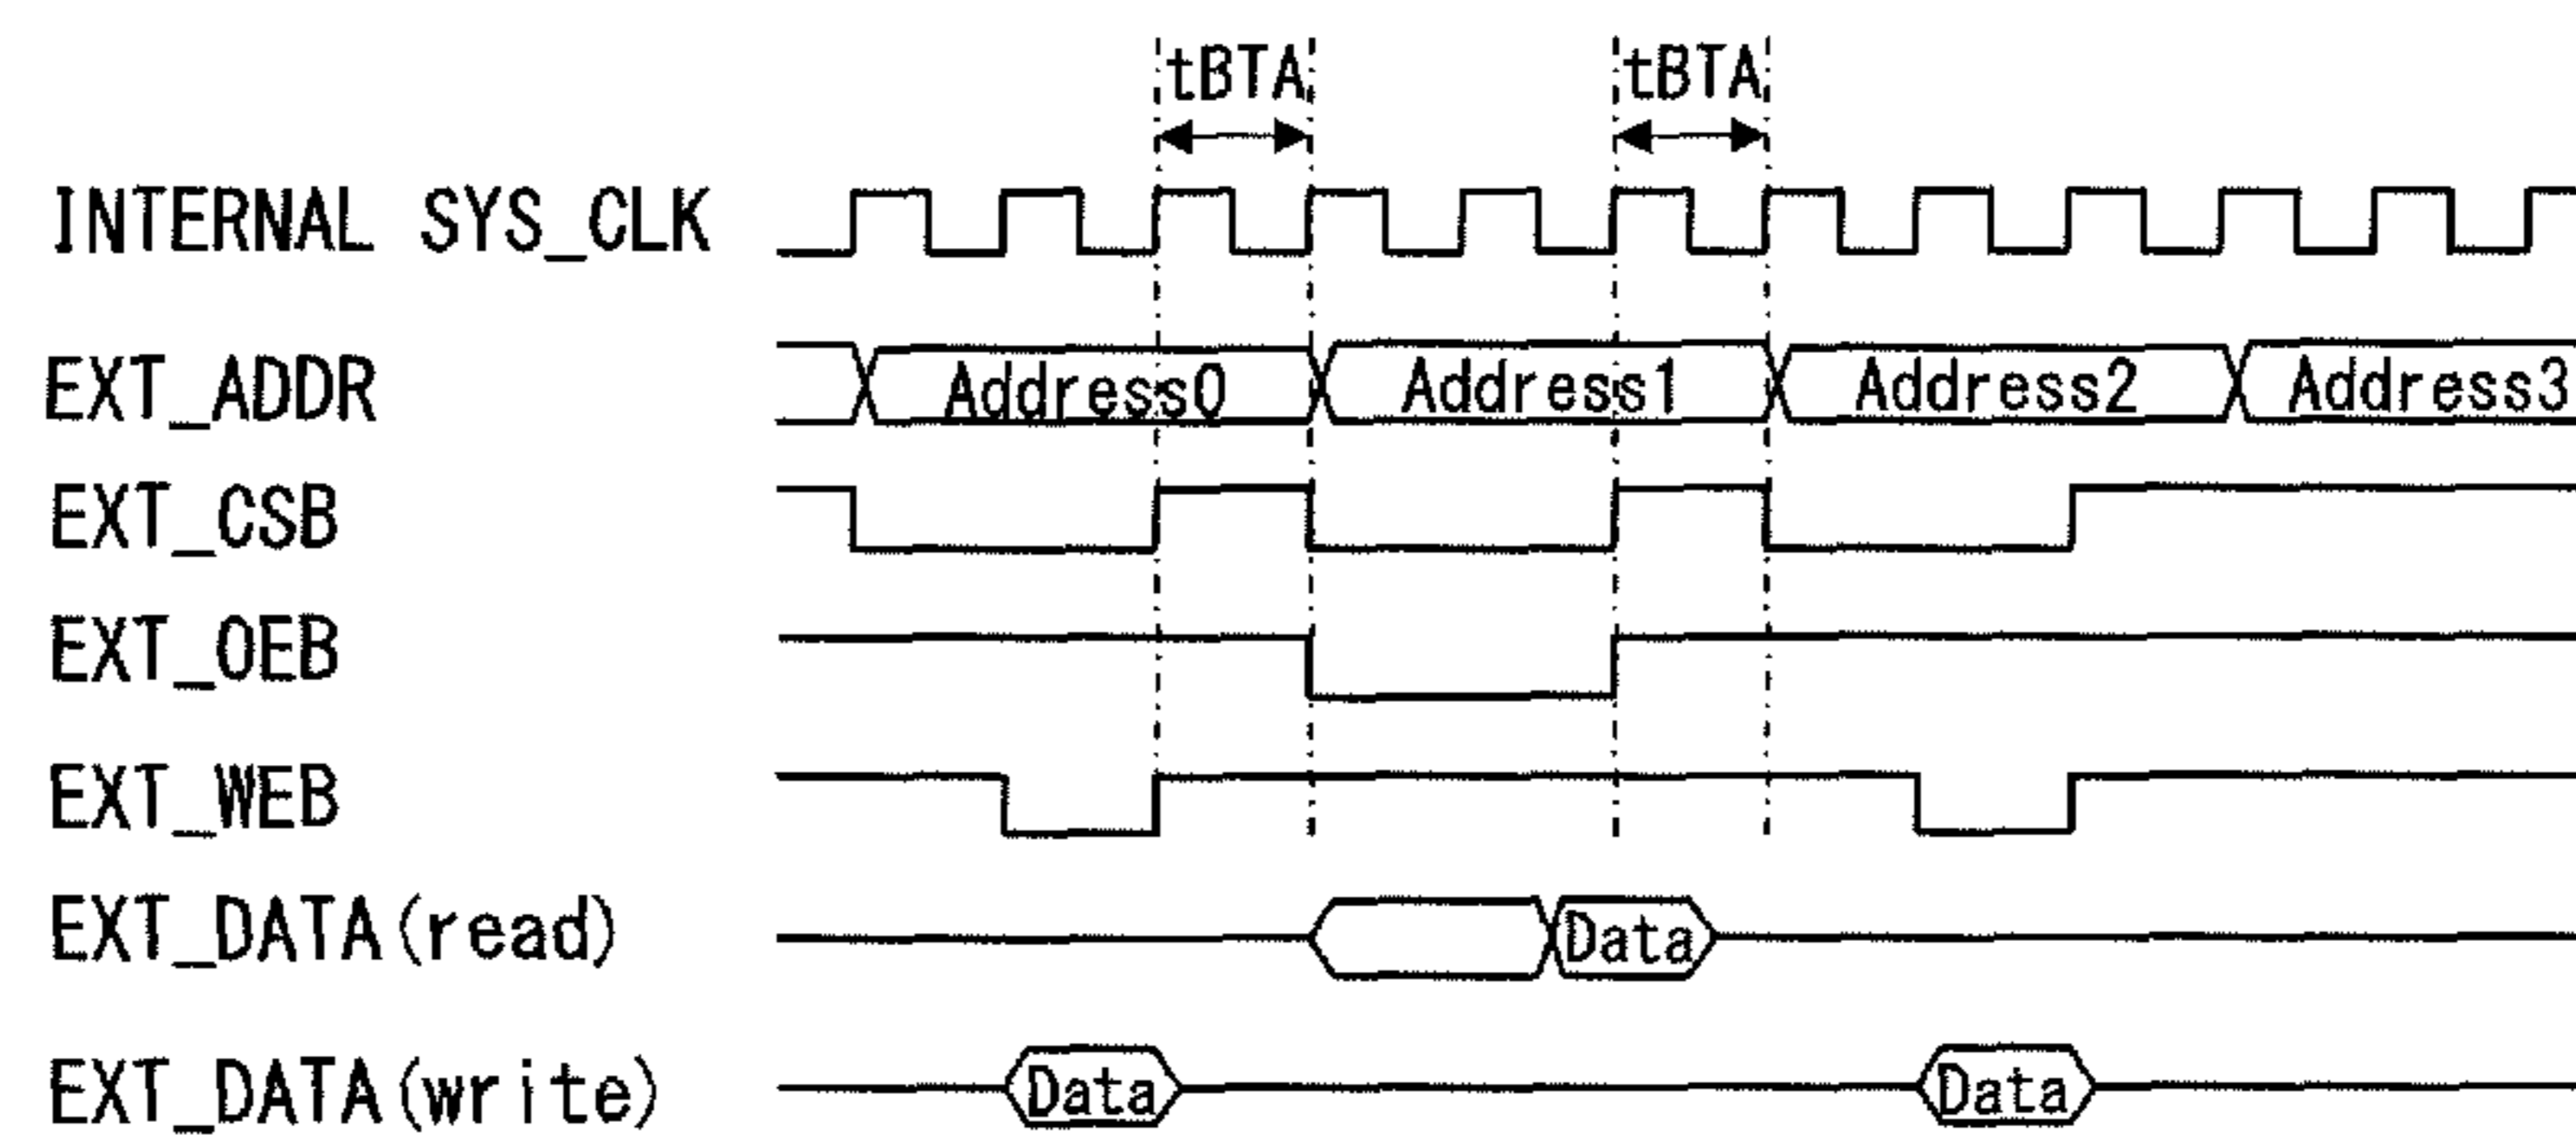 tBTA tBTA
INTERNAL SYS_CLK
EXT_ADDR Address0 Address1 Address2 Address3
EXT_CSB
EXT_OEB
EXT_WEB
EXT_DATA(read) Data
EXT_DATA(write) Data Data